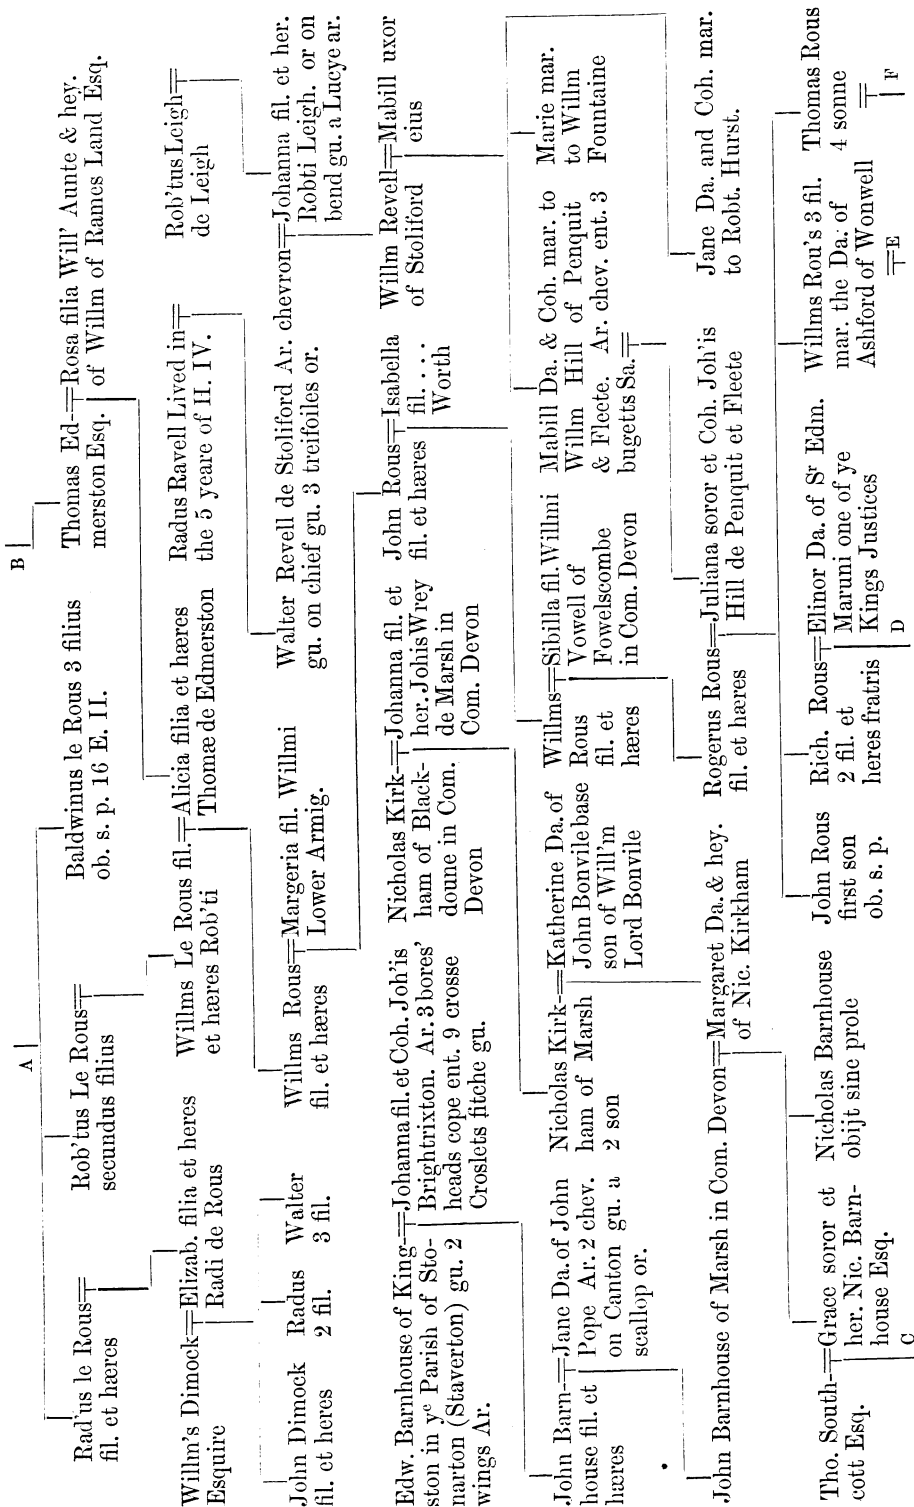 A
B
Rad'us le Rous
fil. et hæres
Rob'tus Le Rous
secundus filius
Baldwinus le Rous 3 filius
ob. s. p. 16 E. II.
Thomas Ed-
merston Esq.
Rosa filia Will' Aunte & hey.
of Willm of Rames Land Esq.
Willm's Dimock
Esquire
Elizab. filia et heres
Radi de Rous
Willms Le Rous fil.
et hæres Rob'ti
Alicia filia et hæres
Thomæ de Edmerston
Radus Ravell Lived in
the 5 yeare of H. IV.
Rob'tus Leigh
de Leigh
John Dimock
fil. et heres
Radus
2 fil.
Walter
3 fil.
Willms Rous
fil. et hæres
Margeria fil. Willmi
Lower Armig.
Walter Revell de Stoliford Ar. chevron
gu. on chief gu. 3 treifoiles or.
Johanna fil. et her.
Robti Leigh. or on
bend gu. a Lucye ar.
Edw. Barnhouse of King-
ston in yᵉ Parish of Sto-
narton (Staverton) gu. 2
wings Ar.
Johanna fil. et Coh. Joh'is
Brightrixton. Ar. 3 bores'
heads cope ent. 9 crosse
Croslets fitche gu.
Nicholas Kirk-
ham of Black-
doune in Com.
Devon
Johanna fil. et
her. Johis Wrey
de Marsh in
Com. Devon
John Rous
fil. et hæres
Isabella
fil. . . . .
Worth
Willm Revell
of Stoliford
Mabill uxor
eius
John Barn-
house fil. et
hæres
Jane Da. of John
Pope Ar. 2 chev.
on Canton gu. a
scallop or.
Nicholas Kirk-
ham of Marsh
2 son
Katherine Da. of
John Bonvile base
son of Will'm
Lord Bonvile
Willms
Rous
fil. et
hæres
Sibilla fil. Willmi
Vowell of
Fowelscombe
in Com. Devon
Mabill Da. & Coh. mar. to
Willm Hill of Penquit
& Fleete. Ar. chev. ent. 3
bugetts Sa.
Marie mar.
to Willm
Fountaine
John Barnhouse of Marsh in Com. Devon
Margaret Da. & hey.
of Nic. Kirkham
Rogerus Rous
fil. et hæres
Juliana soror et Coh. Joh'is
Hill de Penquit et Fleete
Jane Da. and Coh. mar.
to Robt. Hurst.
Tho. South-
cott Esq.
Grace soror et
her. Nic. Barn-
house Esq.
Nicholas Barnhouse
obijt sine prole
John Rous
first son
ob. s. p.
Rich. Rous
2 fil. et
heres fratris
Elinor Da. of Sʳ Edm.
Maruni one of ye
Kings Justices
Willms Rou's 3 fil.
mar. the Da. of
Ashford of Wonwell
Thomas Rous
4 sonne
C
D
E
F